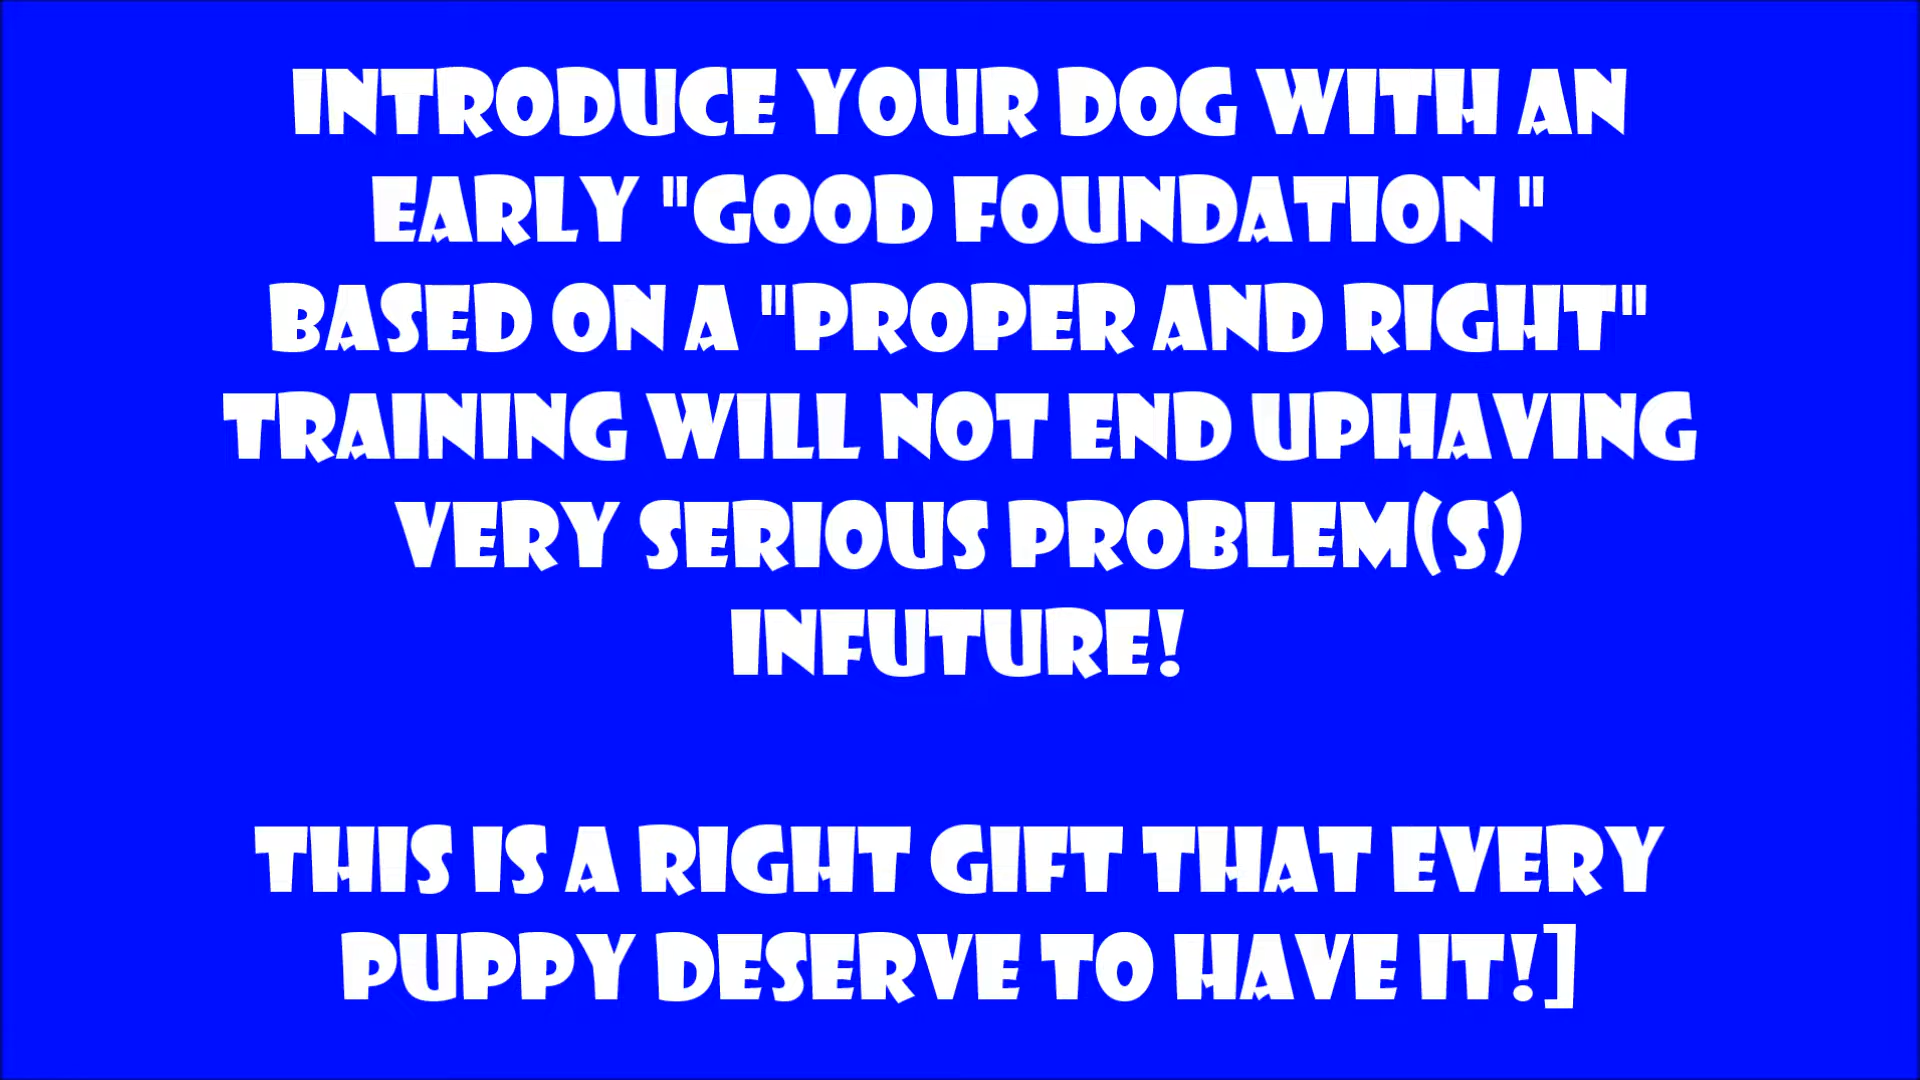 INTRODUCE YOUR DOG WITH AN
EARLY "GOOD FOUNDATION "
BASED ON A "PROPER AND RIGHT"
TRAINING WILL NOT END UPHAVING
VERY SERIOUS PROBLEM(S)
INFUTURE!
THIS IS A RIGHT GIFT THAT EVERY
PUPPY DESERVE TO HAVE IT!]